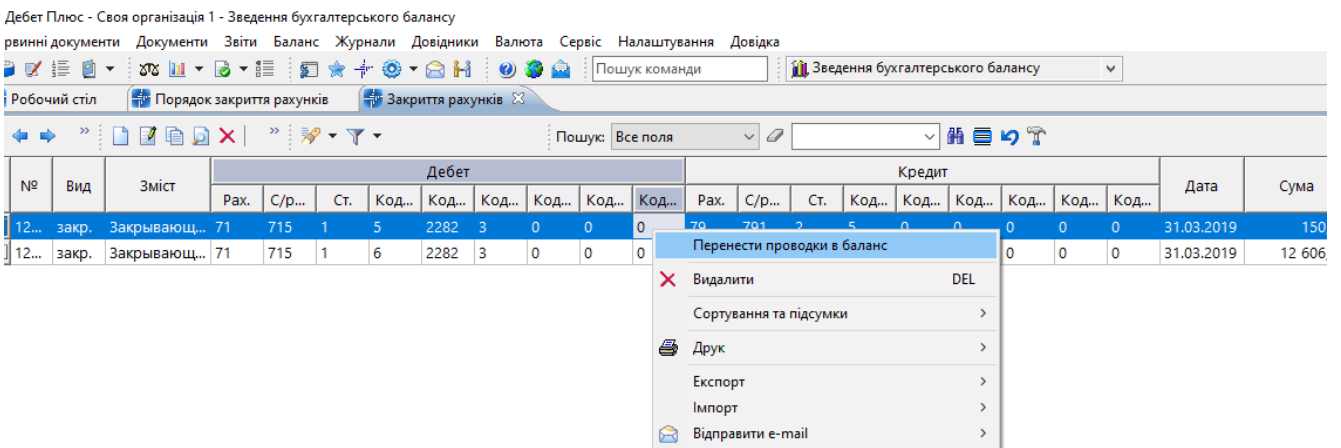 Дебет Плюс - Своя організація 1 - Зведення бухгалтерського балансу
рвинні документи Документи Звіти Баланс Журнали Довідники Валюта Сервіс Налаштування Довідка
Пошук команди Зведення бухгалтерського балансу
Робочий стіл Порядок закриття рахунків Закриття рахунків
Пошук: Все поля
№ Вид Зміст Дебет Кредит Дата Сума
Рах. С/р... Ст. Код... Код... Код... Код... Код... Код... Рах. С/р... Ст. Код... Код... Код... Код... Код... Код...
12... закр. Закрывающ... 71 715 1 5 2282 3 0 0 0 79 791 2 5 0 0 0 0 0 31.03.2019 150
12... закр. Закрывающ... 71 715 1 6 2282 3 0 0 0 0 0 0 31.03.2019 12 606,
Перенести проводки в баланс
Видалити DEL
Сортування та підсумки
Друк
Експорт
Імпорт
Відправити e-mail